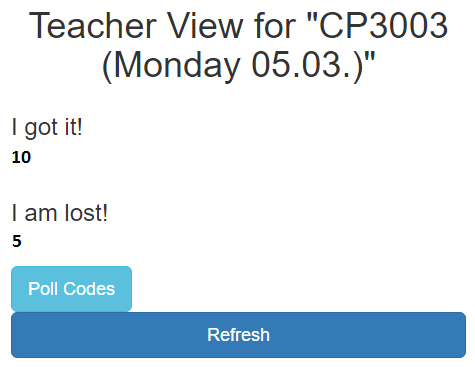 Teacher View for "CP3003
(Monday 05.03.)"
I got it!
10
I am lost!
5
Poll Codes
Refresh